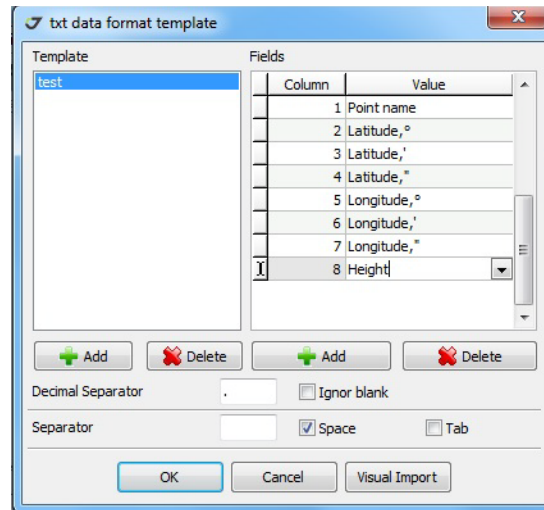 txt data format template
Template
Fields
test
Column Value
1 Point name
2 Latitude,°
3 Latitude,'
4 Latitude,"
5 Longitude,°
6 Longitude,'
7 Longitude,"
8 Height
Add Delete Add Delete
Decimal Separator . Ignor blank
Separator Space Tab
OK Cancel Visual Import